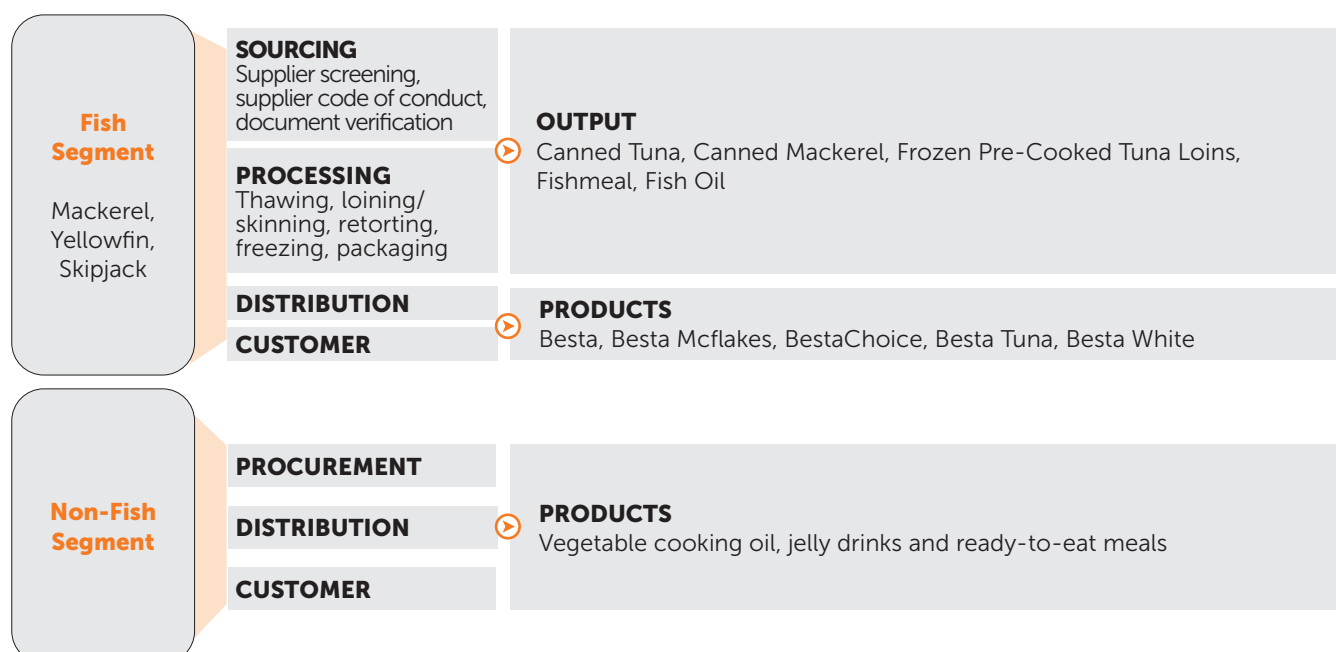 Fish
Segment
Mackerel,
Yellowfin,
Skipjack
SOURCING
Supplier screening,
supplier code of conduct,
document verification
PROCESSING
Thawing, loining/
skinning, retorting,
freezing, packaging
OUTPUT
Canned Tuna, Canned Mackerel, Frozen Pre-Cooked Tuna Loins,
Fishmeal, Fish Oil
DISTRIBUTION
CUSTOMER
PRODUCTS
Besta, Besta Mcflakes, BestaChoice, Besta Tuna, Besta White
Non-Fish
Segment
PROCUREMENT
DISTRIBUTION
CUSTOMER
PRODUCTS
Vegetable cooking oil, jelly drinks and ready-to-eat meals